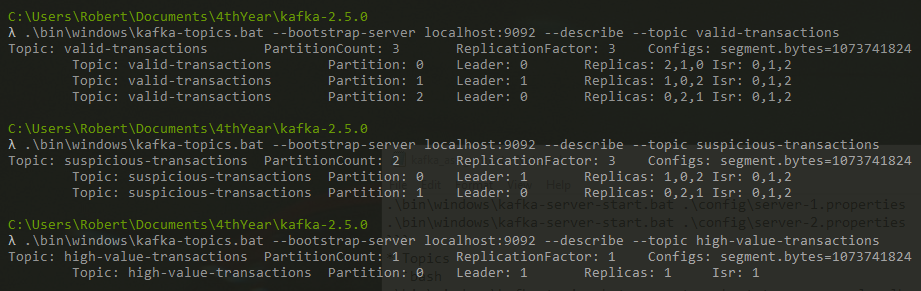 C:\Users\Robert\Documents\4thYear\kafka-2.5.0
λ .\bin\windows\kafka-topics.bat --bootstrap-server localhost:9092 --describe --topic valid-transactions
Topic: valid-transactions PartitionCount: 3 ReplicationFactor: 3 Configs: segment.bytes=1073741824
Topic: valid-transactions Partition: 0 Leader: 0 Replicas: 2,1,0 Isr: 0,1,2
Topic: valid-transactions Partition: 1 Leader: 1 Replicas: 1,0,2 Isr: 0,1,2
Topic: valid-transactions Partition: 2 Leader: 0 Replicas: 0,2,1 Isr: 0,1,2
C:\Users\Robert\Documents\4thYear\kafka-2.5.0
λ .\bin\windows\kafka-topics.bat --bootstrap-server localhost:9092 --describe --topic suspicious-transactions
Topic: suspicious-transactions PartitionCount: 2 ReplicationFactor: 3 Configs: segment.bytes=1073741824
Topic: suspicious-transactions Partition: 0 Leader: 1 Replicas: 1,0,2 Isr: 0,1,2
Topic: suspicious-transactions Partition: 1 Leader: 0 Replicas: 0,2,1 Isr: 0,1,2
Edit Help
.\bin\windows\kafka-server-start.bat .\config\server-1.properties
.\bin\windows\kafka-server-start.bat .\config\server-2.properties
C:\Users\Robert\Documents\4thYear\kafka-2.5.0
λ .\bin\windows\kafka-topics.bat --bootstrap-server localhost:9092 --describe --topic high-value-transactions
Topic: high-value-transactions PartitionCount: 1 ReplicationFactor: 1 Configs: segment.bytes=1073741824
Topics
Topic: high-value-transactions Partition: 0 Leader: 1 Replicas: 1 Isr: 1
bash